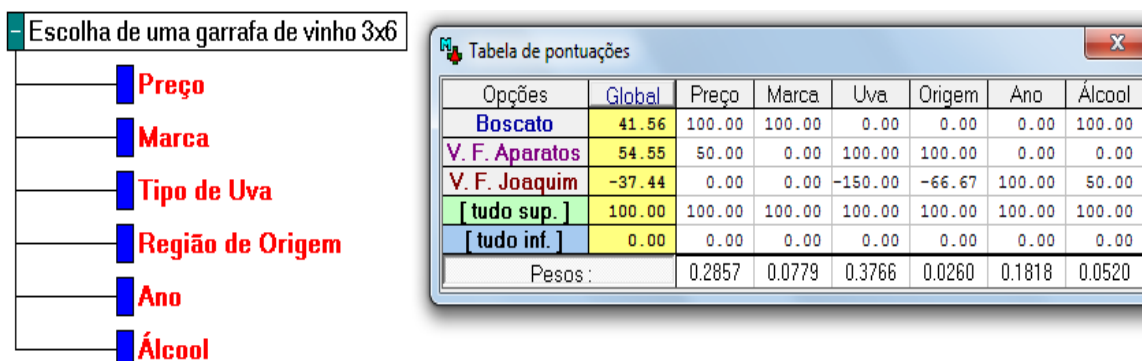 Escolha de uma garrafa de vinho 3x6
Preço
Marca
Tipo de Uva
Região de Origem
Ano
Álcool
Tabela de pontuações
Opções Global Preço Marca Uva Origem Ano Álcool
Boscato 41.56 100.00 100.00 0.00 0.00 0.00 100.00
V. F. Aparatos 54.55 50.00 0.00 100.00 100.00 0.00 0.00
V. F. Joaquim -37.44 0.00 0.00 -150.00 -66.67 100.00 50.00
[ tudo sup. ] 100.00 100.00 100.00 100.00 100.00 100.00 100.00
[ tudo inf. ] 0.00 0.00 0.00 0.00 0.00 0.00 0.00
Pesos : 0.2857 0.0779 0.3766 0.0260 0.1818 0.0520